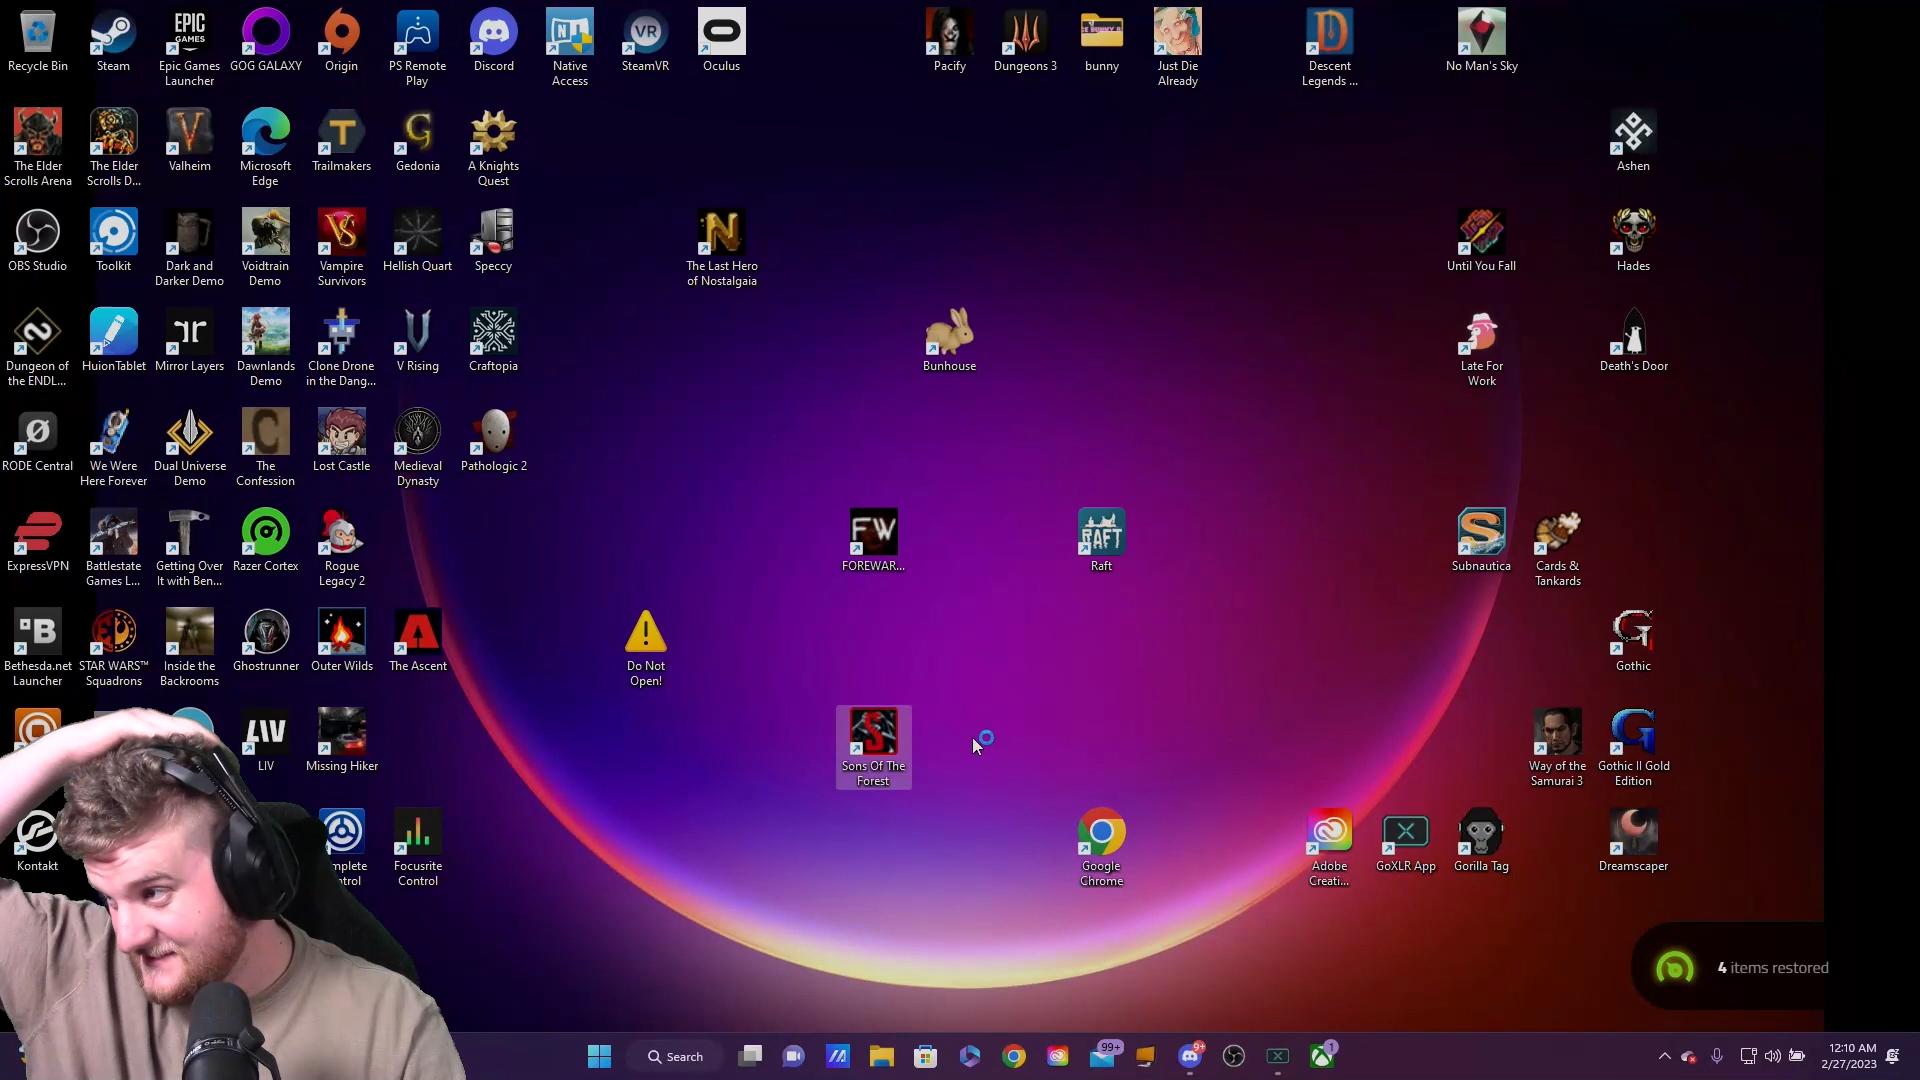 Recycle Bin
Steam
Epic Games
Launcher
GOG GALAXY
Origin
PS Remote
Play
Discord
Native
Access
SteamVR
Oculus
Pacify
Dungeons 3
bunny
Just Die
Already
Descent
Legends ...
No Man's Sky
The Elder
Scrolls Arena
The Elder
Scrolls D...
Valheim
Microsoft
Edge
Trailmakers
Gedonia
A Knights
Quest
Ashen
OBS Studio
Toolkit
Dark and
Darker Demo
Voidtrain
Demo
Vampire
Survivors
Hellish Quart
Speccy
The Last Hero
of Nostalgaia
Until You Fall
Hades
Dungeon of
the ENDL...
HuionTablet
Mirror Layers
Dawnlands
Demo
Clone Drone
in the Dang...
V Rising
Craftopia
Bunhouse
Late For
Work
Death's Door
RODE Central
We Were
Here Forever
Dual Universe
Demo
The
Confession
Lost Castle
Medieval
Dynasty
Pathologic 2
ExpressVPN
Battlestate
Games L...
Getting Over
It with Ben...
Razer Cortex
Rogue
Legacy 2
FW
FOREWAR...
RAFT
Raft
Subnautica
Cards &
Tankards
Bethesda.net
Launcher
STAR WARS™
Squadrons
Inside the
Backrooms
Ghostrunner
Outer Wilds
The Ascent
Do Not
Open!
Gothic
LIV
LIV
Missing Hiker
Sons Of The
Forest
Way of the
Samurai 3
Gothic II Gold
Edition
Kontakt
mplete
ntrol
Focusrite
Control
Google
Chrome
Adobe
Creati...
GoXLR App
Gorilla Tag
Dreamscaper
4 items restored
Search
99+
9+
1
12:10 AM
2/27/2023